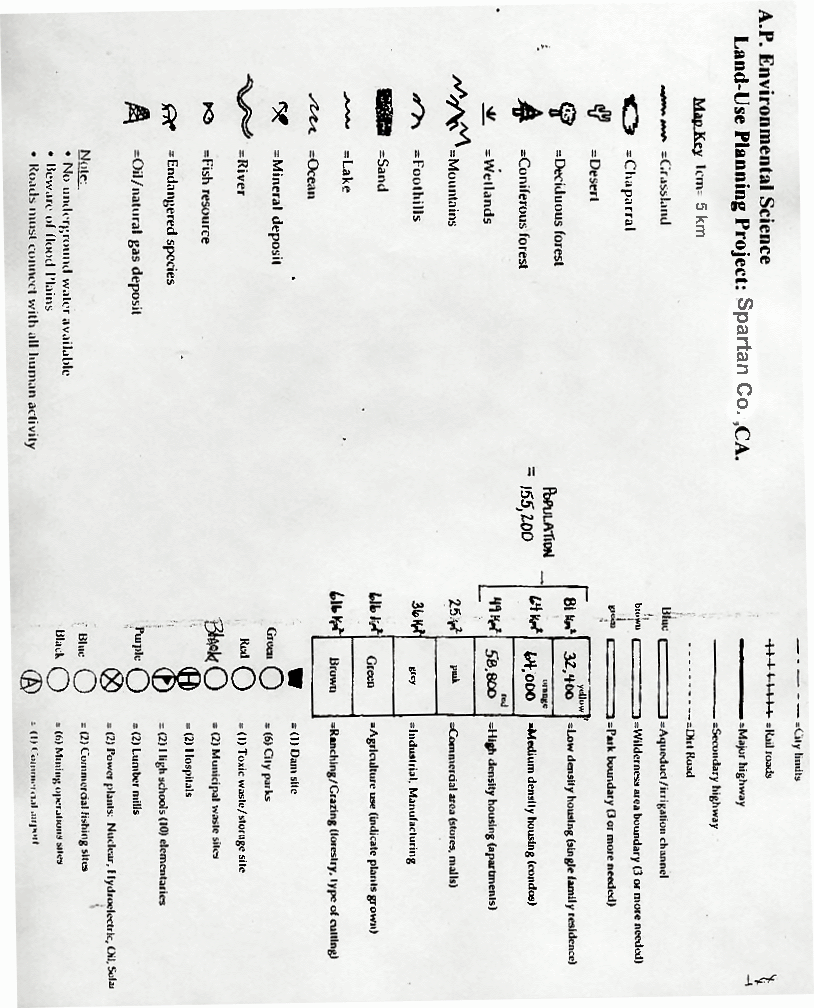 A.P. Environmental Science
Land-Use Planning Project: Spartan Co. ,CA.
Map Key 1cm= 5 km
=Grassland
=Chaparral
=Desert
=Deciduous forest
=Coniferous forest
=Wetlands
=Mountains
=Foothills
=Sand
=Lake
=Ocean
=Mineral deposit
=River
=Fish resource
=Endangered species
=Oil/natural gas deposit
Note:
• No underground water available
• Beware of flood Plains
• Roads must connect with all human activity
POPULATION →
= 155,200
=City limits
=Rail roads
=Major highway
=Secondary highway
=Dirt Road
Blue =Aqueduct/irrigation channel
brown =Wilderness area boundary (3 or more needed)
green =Park boundary (3 or more needed)
81 km² 32,400 yellow =Low density housing (single family residence)
64 km² 64,000 orange =Medium density housing (condos)
49 km² 58,800 red =High density housing (apartments)
25 km² pink =Commercial area (stores, malls)
36 km² grey =Industrial, Manufacturing
616 km² Green =Agriculture use (indicate plants grown)
616 km² Brown =Ranching/Grazing (forestry, type of cutting)
= (1) Dam site
Green = (6) City parks
Red = (1) Toxic waste/storage site
Black = (2) Municipal waste sites
H = (2) Hospitals
= (2) High schools (10) elementaries
Purple = (2) Lumber mills
= (2) Power plants: Nuclear, Hydroelectric, Oil, Solar
Blue = (2) Commercial fishing sites
Black = (6) Mining operations sites
A = (1) Commercial airport